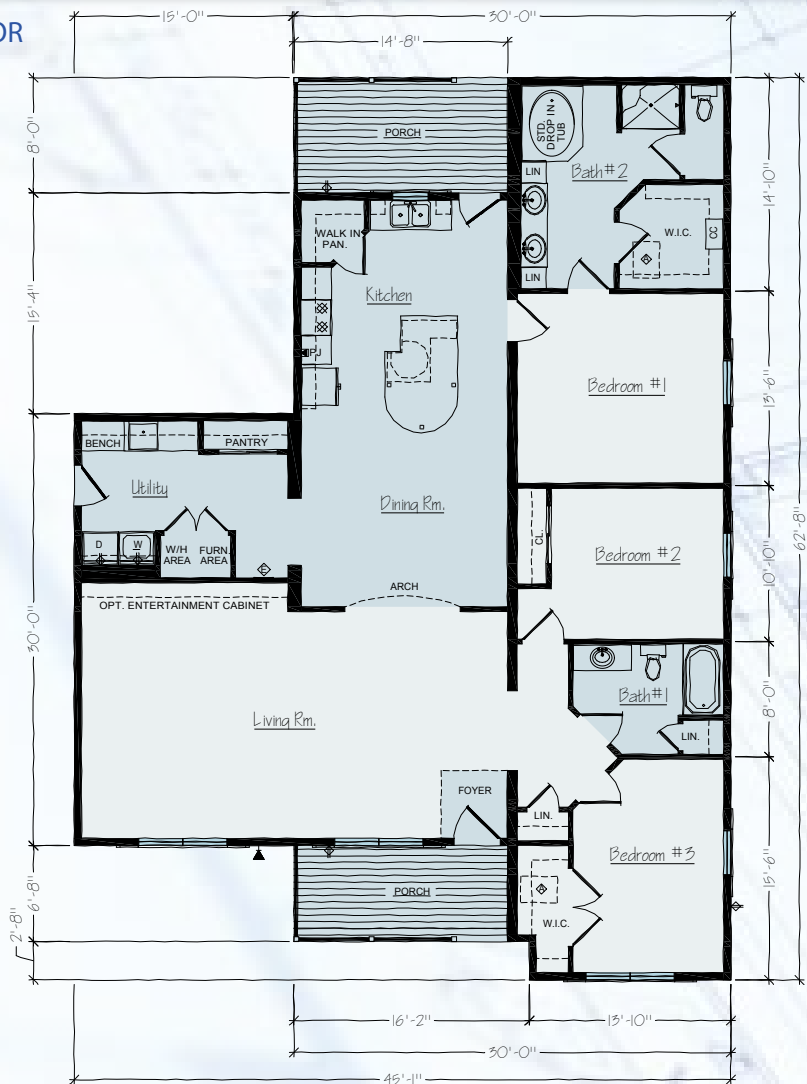 OR
15'-0"
30'-0"
14'-8"
8'-0"
15'-4"
30'-0"
6'-8"
2'-8"
14'-10"
13'-6"
10'-10"
8'-0"
15'-6"
62'-8"
PORCH
STD.
DROP IN
TUB
LIN
Bath #2
W.I.C.
CC
A
LIN
WALK IN
PAN.
Kitchen
PJ
Bedroom #1
BENCH
PANTRY
Utility
Dining Rm.
D
W
W/H
AREA
FURN.
AREA
E
CL.
Bedroom #2
ARCH
OPT. ENTERTAINMENT CABINET
Living Rm.
Bath #1
LIN.
FOYER
LIN.
Bedroom #3
PORCH
A
W.I.C.
16'-2"
13'-10"
30'-0"
45'-1"